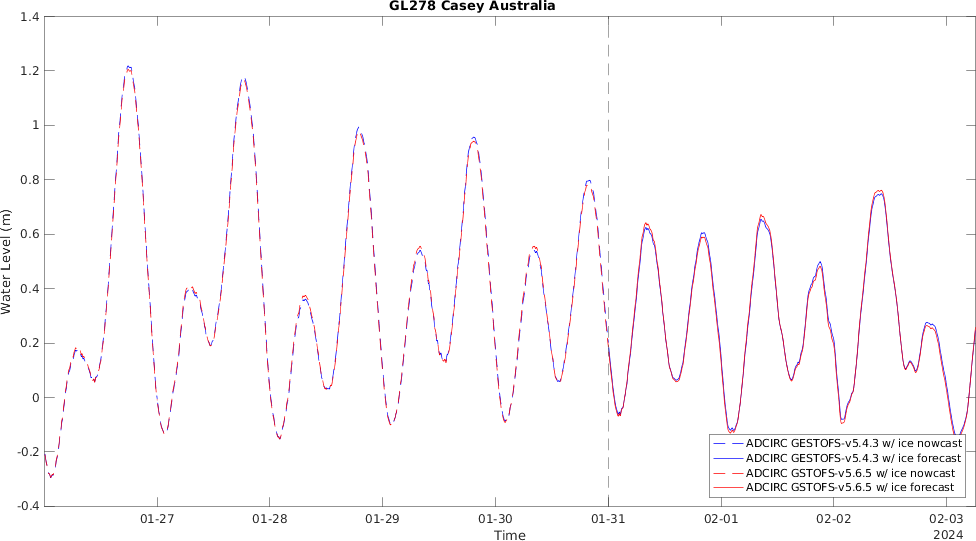 GL278 Casey Australia
1.4
1.2
1
0.8
0.6
0.4
0.2
0
-0.2
-0.4
Water Level (m)
ADCIRC GESTOFS-v5.4.3 w/ ice nowcast
ADCIRC GESTOFS-v5.4.3 w/ ice forecast
ADCIRC GSTOFS-v5.6.5 w/ ice nowcast
ADCIRC GSTOFS-v5.6.5 w/ ice forecast
01-27 01-28 01-29 01-30 01-31 02-01 02-02 02-03
Time
2024